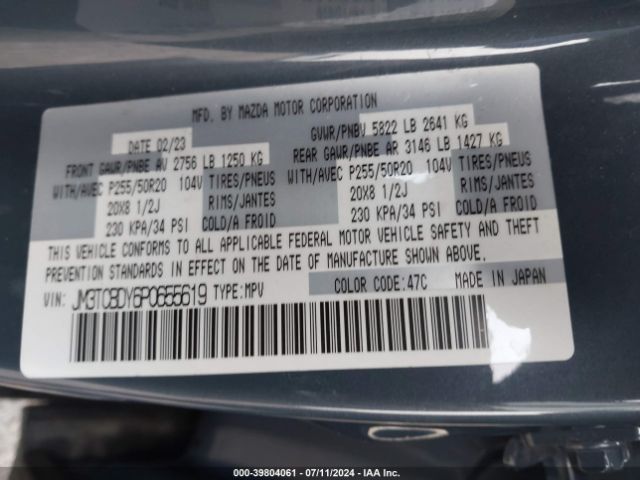 MFD. BY MAZDA MOTOR CORPORATION
DATE 02/23
GVWR/PNBV 5822 LB 2641 KG
FRONT GAWR/PNBE AV 2756 LB 1250 KG
REAR GAWR/PNBE AR 3146 LB 1427 KG
WITH/AVEC P255/50R20 104V TIRES/PNEUS
WITH/AVEC P255/50R20 104V TIRES/PNEUS
20X8 1/2J RIMS/JANTES
20X8 1/2J RIMS/JANTES
230 KPA/34 PSI COLD/A FROID
230 KPA/34 PSI COLD/A FROID
THIS VEHICLE CONFORMS TO ALL APPLICABLE FEDERAL MOTOR VEHICLE SAFETY AND THEFT
PREVENTION STANDARDS IN EFFECT ON THE DATE OF MANUFACTURE SHOWN ABOVE.
VIN: JM3TCBDY6P0655619 TYPE:MPV
COLOR CODE:47C MADE IN JAPAN
000-39804061 - 07/11/2024 - IAA Inc.